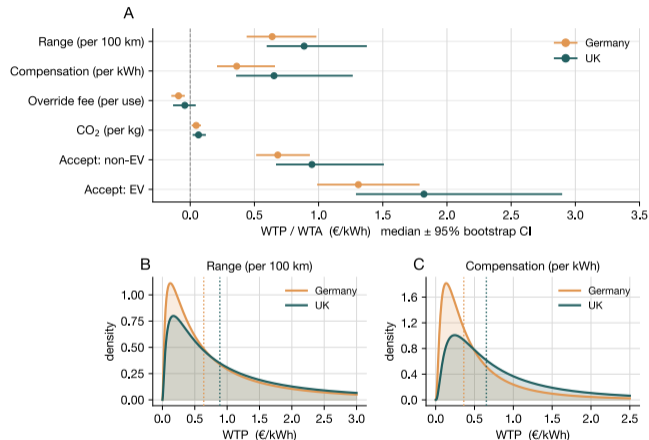 A
Range (per 100 km)
Compensation (per kWh)
Override fee (per use)
CO₂ (per kg)
Accept: non-EV
Accept: EV
Germany
UK
0.0 0.5 1.0 1.5 2.0 2.5 3.0 3.5
WTP / WTA (€/kWh) median ± 95% bootstrap CI
B Range (per 100 km)
Germany
UK
density
1.00
0.75
0.50
0.25
0.00
0.0 0.5 1.0 1.5 2.0 2.5 3.0
WTP (€/kWh)
C Compensation (per kWh)
Germany
UK
density
1.6
1.2
0.8
0.4
0.0
0.0 0.5 1.0 1.5 2.0 2.5
WTP (€/kWh)